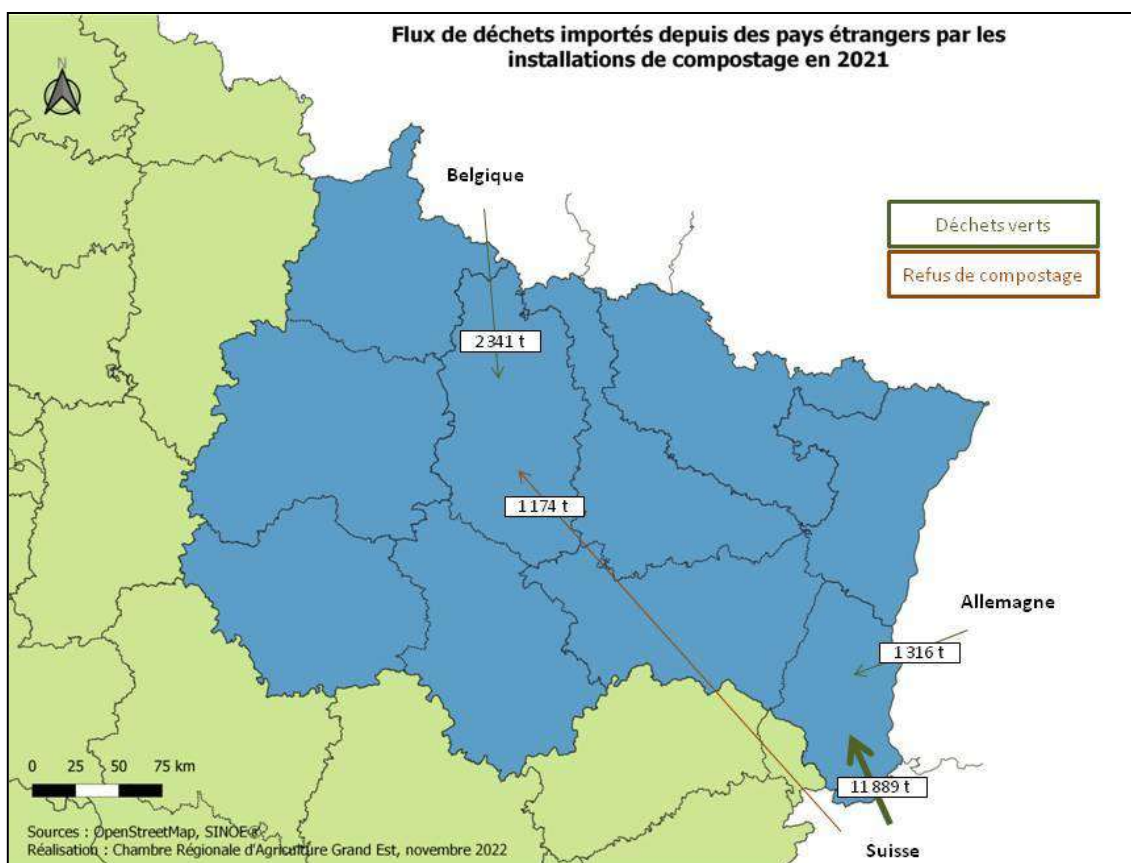 Flux de déchets importés depuis des pays étrangers par les
installations de compostage en 2021
N
Belgique
Déchets verts
Refus de compostage
2 341 t
1 174 t
Allemagne
1 316 t
11 889 t
Suisse
0 25 50 75 km
Sources : OpenStreetMap, SINOE®
Réalisation : Chambre Régionale d'Agriculture Grand Est, novembre 2022